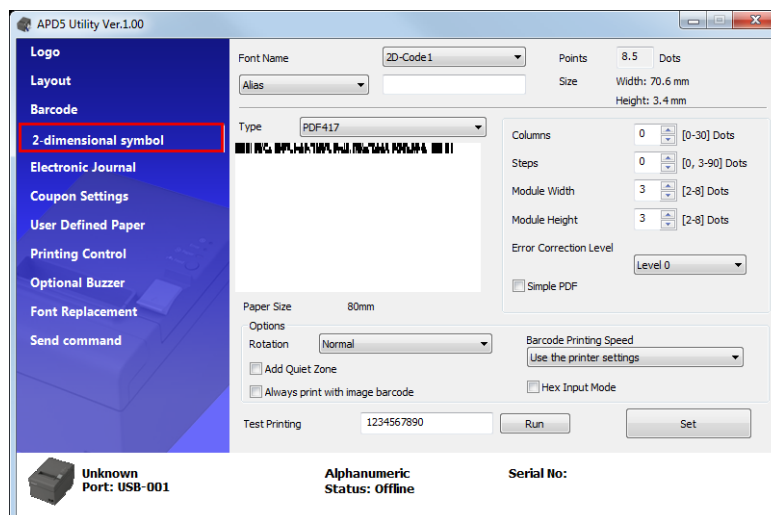 APD5 Utility Ver.1.00
Logo
Layout
Barcode
2-dimensional symbol
Electronic Journal
Coupon Settings
User Defined Paper
Printing Control
Optional Buzzer
Font Replacement
Send command
Font Name 2D-Code1 Points 8.5 Dots
Alias Size Width: 70.6 mm
Height: 3.4 mm
Type PDF417
Columns 0 [0-30] Dots
Steps 0 [0, 3-90] Dots
Module Width 3 [2-8] Dots
Module Height 3 [2-8] Dots
Error Correction Level
Level 0
Simple PDF
Paper Size 80mm
Options
Rotation Normal
Barcode Printing Speed
Use the printer settings
Add Quiet Zone
Always print with image barcode
Hex Input Mode
Test Printing 1234567890 Run Set
Unknown Alphanumeric Serial No:
Port: USB-001 Status: Offline